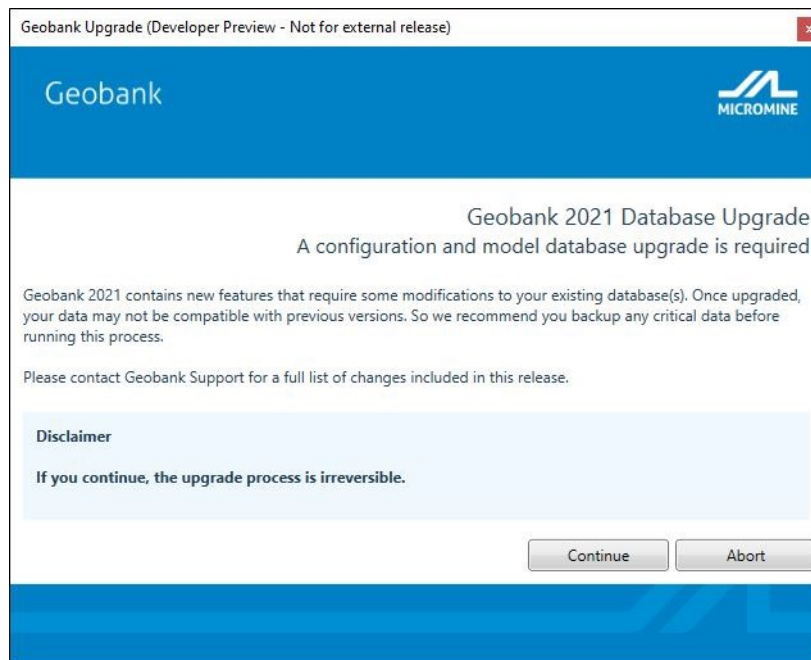 Geobank Upgrade (Developer Preview - Not for external release)
Geobank
MICROMINE
Geobank 2021 Database Upgrade
A configuration and model database upgrade is required
Geobank 2021 contains new features that require some modifications to your existing database(s). Once upgraded,
your data may not be compatible with previous versions. So we recommend you backup any critical data before
running this process.
Please contact Geobank Support for a full list of changes included in this release.
Disclaimer
If you continue, the upgrade process is irreversible.
Continue
Abort